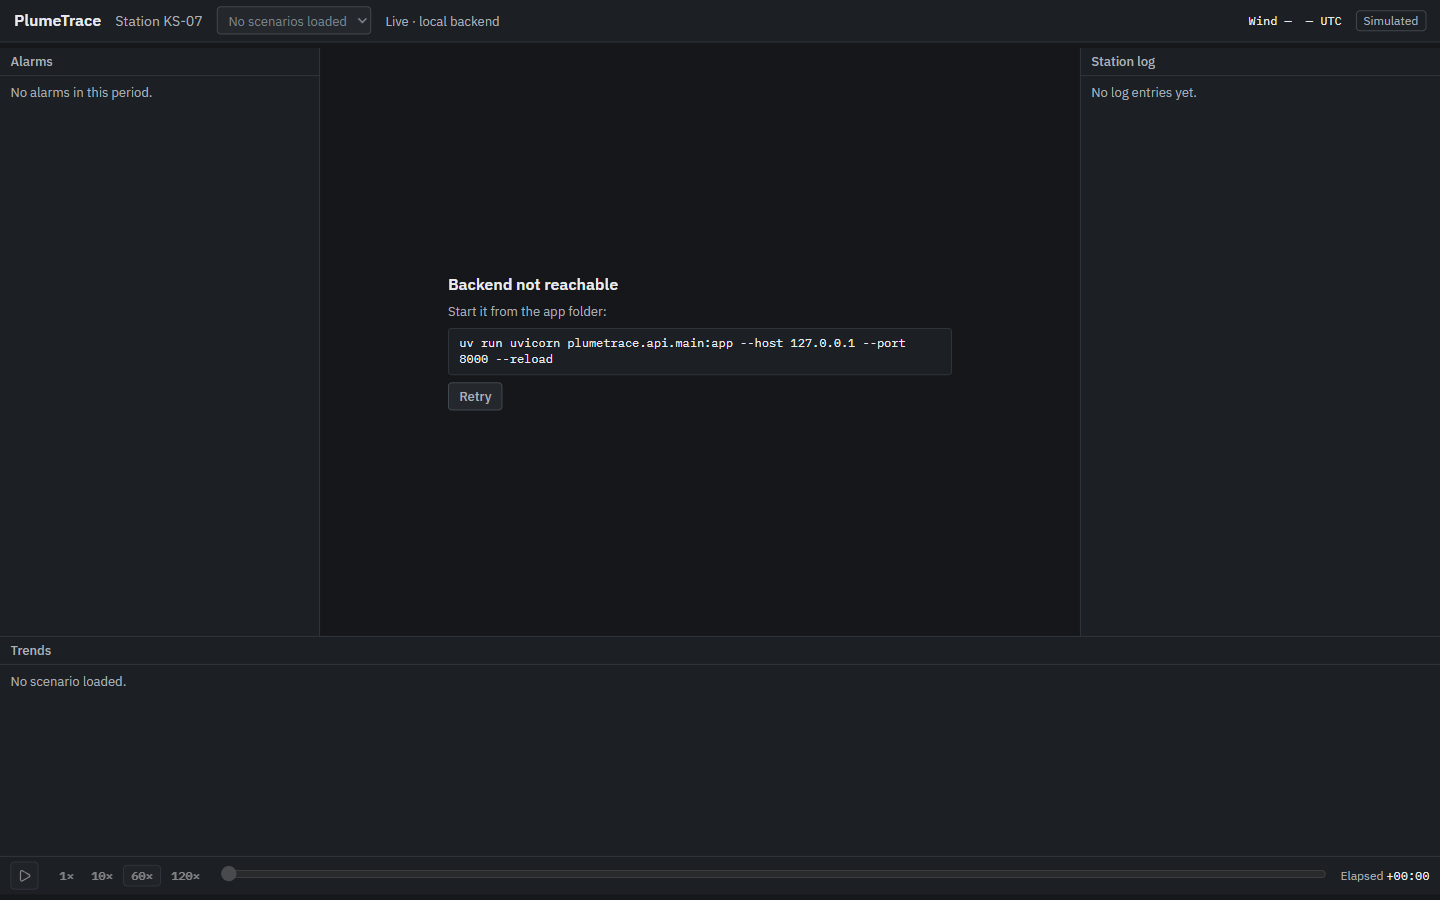 PlumeTrace Station KS-07 No scenarios loaded Live · local backend Wind — — UTC Simulated
Alarms
No alarms in this period.
Backend not reachable
Start it from the app folder:
uv run uvicorn plumetrace.api.main:app --host 127.0.0.1 --port
8000 --reload
Retry
Station log
No log entries yet.
Trends
No scenario loaded.
1× 10× 60× 120× Elapsed +00:00